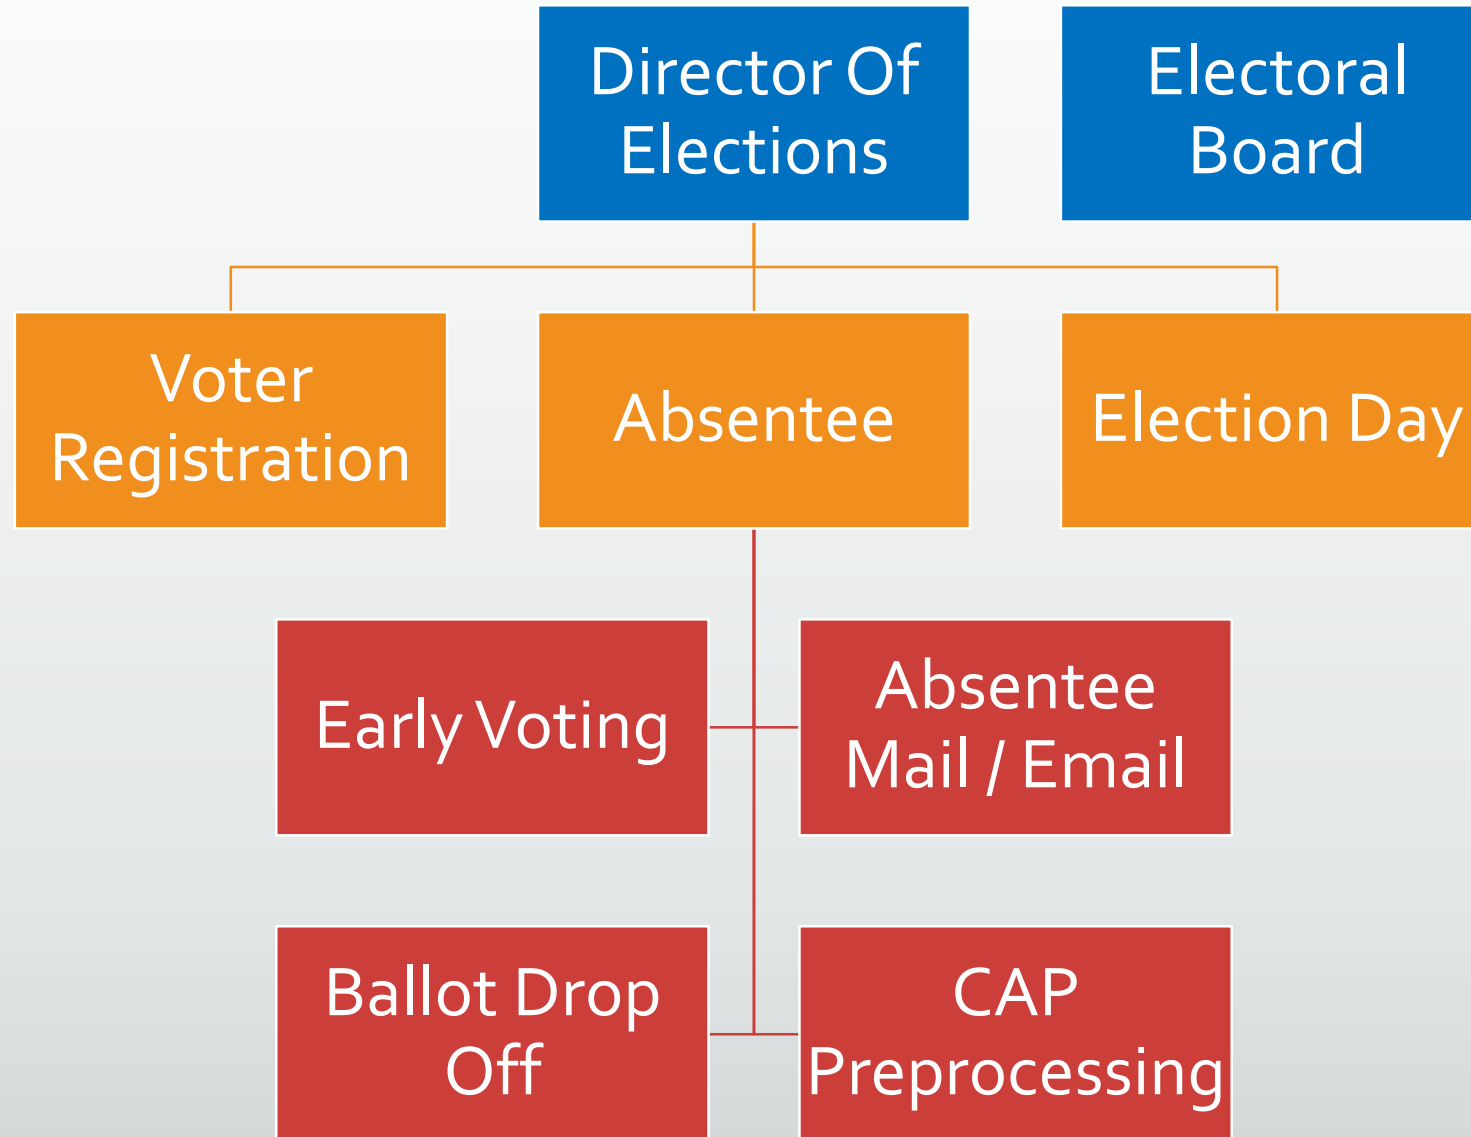 Director Of
Elections
Electoral
Board
Voter
Registration
Absentee
Election Day
Early Voting
Absentee
Mail / Email
Ballot Drop
Off
CAP
Preprocessing